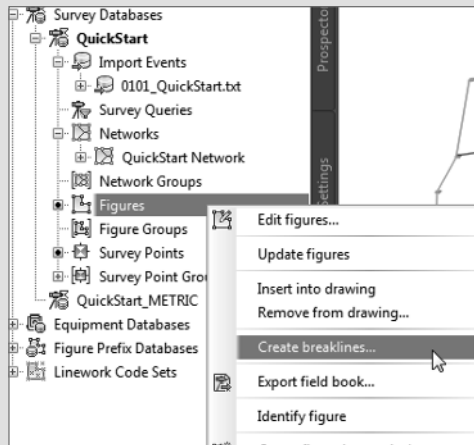 Survey Databases
QuickStart
Import Events
0101_QuickStart.txt
Survey Queries
Networks
QuickStart Network
Network Groups
Figures
Figure Groups
Survey Points
Survey Point Grou
QuickStart_METRIC
Equipment Databases
Figure Prefix Databases
Linework Code Sets
Prospecto
Settings
Edit figures...
Update figures
Insert into drawing
Remove from drawing...
Create breaklines...
Export field book...
Identify figure